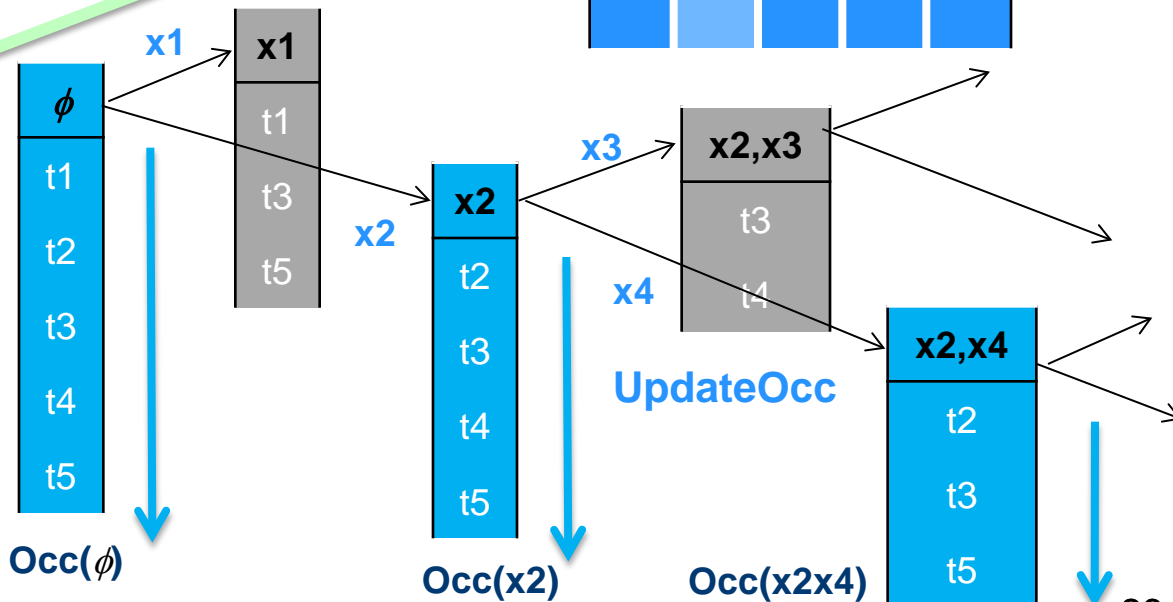 x1
x1
ϕ
t1
t3
t5
t1
t2
t3
t4
t5
Occ(ϕ)
x2
x2
t2
t3
t4
t5
Occ(x2)
x3
x2,x3
t3
t4
x4
UpdateOcc
x2,x4
t2
t3
t5
Occ(x2x4)